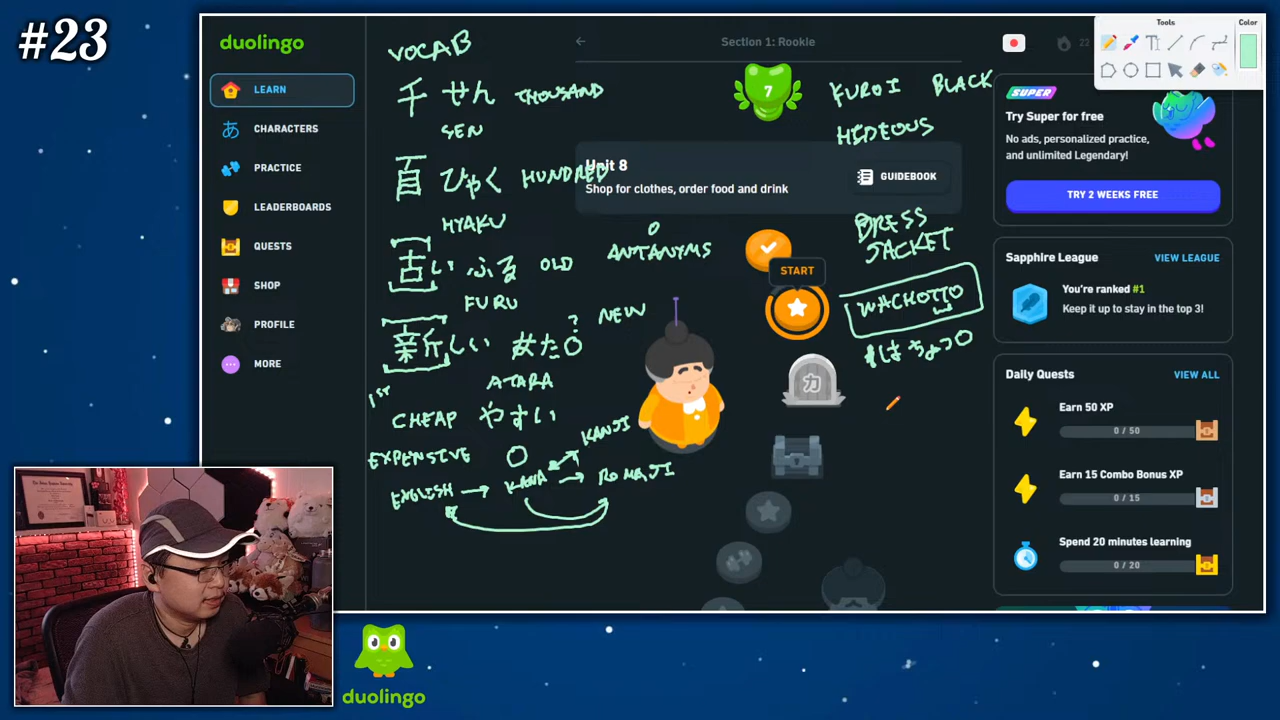 #23
duolingo
LEARN
CHARACTERS
PRACTICE
LEADERBOARDS
QUESTS
SHOP
PROFILE
MORE
VOCAB
千 せん THOUSAND
SEN
百 ひゃく HUNDRED
HYAKU
古い ふる OLD
FURU
ANTANYMS
新しい あた NEW
ATARA
1ST
CHEAP やすい
EXPENSIVE
KANJI
ENGLISH → KANA → ROMAJI
Section 1: Rookie
7
Unit 8
Shop for clothes, order food and drink
GUIDEBOOK
START
力
KUROI BLACK
HIDEOUS
DRESS
JACKET
WACHOTTO
ちょっ
22
Tools
Color
SUPER
Try Super for free
No ads, personalized practice,
and unlimited Legendary!
TRY 2 WEEKS FREE
Sapphire League
VIEW LEAGUE
You're ranked #1
Keep it up to stay in the top 3!
Daily Quests
VIEW ALL
Earn 50 XP
0 / 50
Earn 15 Combo Bonus XP
0 / 15
Spend 20 minutes learning
0 / 20
duolingo